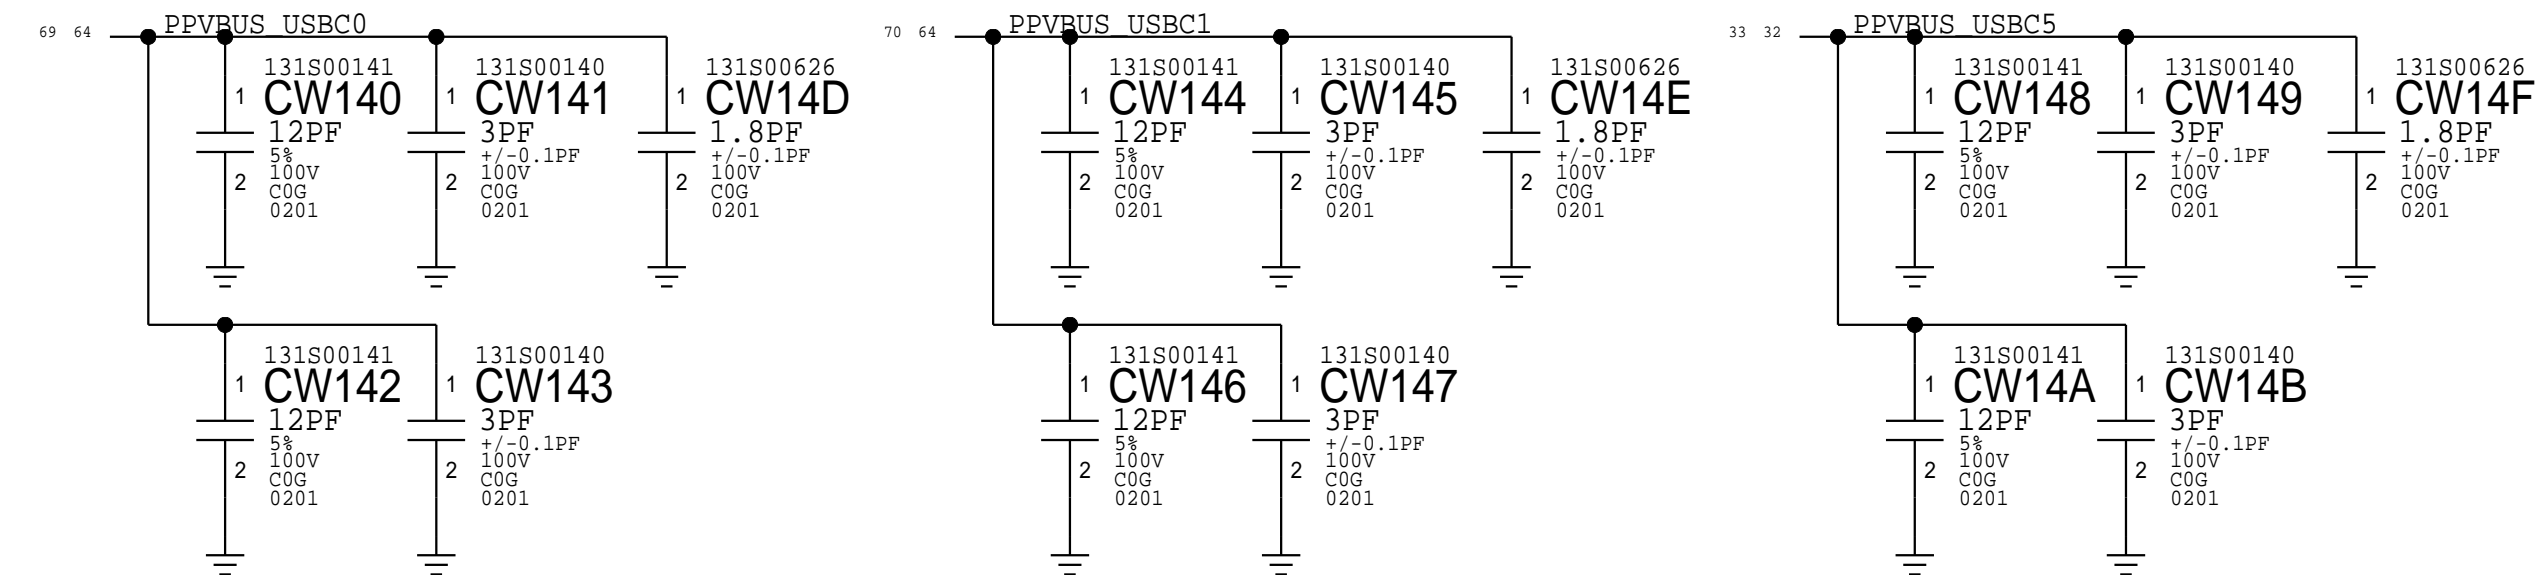 69 64 PPVBUS_USBC0
131S00141
1 CW140
12PF
5%
100V
2 C0G
0201
131S00140
1 CW141
3PF
+/-0.1PF
100V
2 C0G
0201
131S00626
1 CW14D
1.8PF
+/-0.1PF
100V
2 C0G
0201
131S00141
1 CW142
12PF
5%
100V
2 C0G
0201
131S00140
1 CW143
3PF
+/-0.1PF
100V
2 C0G
0201
70 64 PPVBUS_USBC1
131S00141
1 CW144
12PF
5%
100V
2 C0G
0201
131S00140
1 CW145
3PF
+/-0.1PF
100V
2 C0G
0201
131S00626
1 CW14E
1.8PF
+/-0.1PF
100V
2 C0G
0201
131S00141
1 CW146
12PF
5%
100V
2 C0G
0201
131S00140
1 CW147
3PF
+/-0.1PF
100V
2 C0G
0201
33 32 PPVBUS_USBC5
131S00141
1 CW148
12PF
5%
100V
2 C0G
0201
131S00140
1 CW149
3PF
+/-0.1PF
100V
2 C0G
0201
131S00626
1 CW14F
1.8PF
+/-0.1PF
100V
2 C0G
0201
131S00141
1 CW14A
12PF
5%
100V
2 C0G
0201
131S00140
1 CW14B
3PF
+/-0.1PF
100V
2 C0G
0201